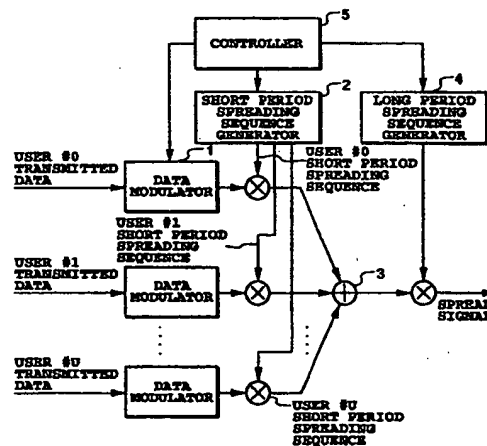 5
CONTROLLER
2
4
SHORT PERIOD
SPREADING
SEQUENCE
GENERATOR
LONG PERIOD
SPREADING
SEQUENCE
GENERATOR
USER #0
TRANSMITTED
DATA
1
DATA
MODULATOR
USER #0
SHORT PERIOD
SPREADING
SEQUENCE
USER #1
SHORT PERIOD
SPREADING
SEQUENCE
USER #1
TRANSMITTED
DATA
DATA
MODULATOR
3
SPREAD
SIGNAL
USER #U
TRANSMITTED
DATA
DATA
MODULATOR
USER #U
SHORT PERIOD
SPREADING
SEQUENCE